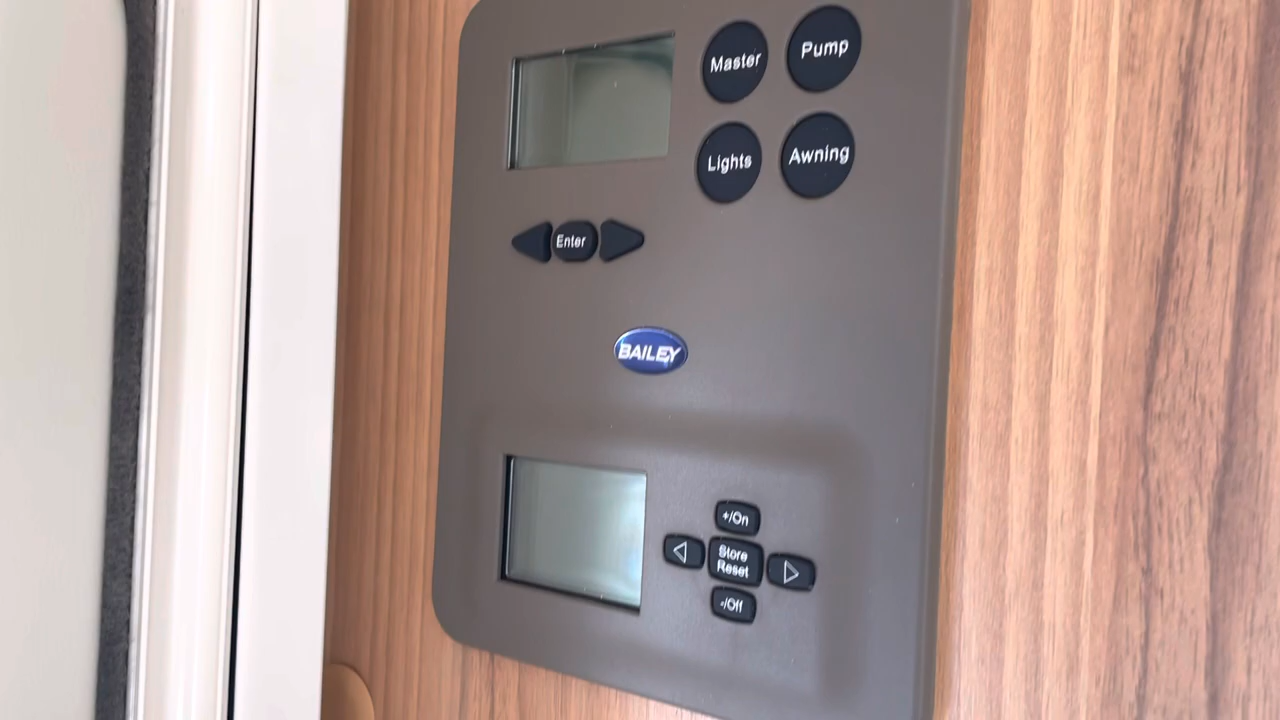 Master
Pump
Lights
Awning
Enter
BAILEY
+/On
Store
Reset
-/Off